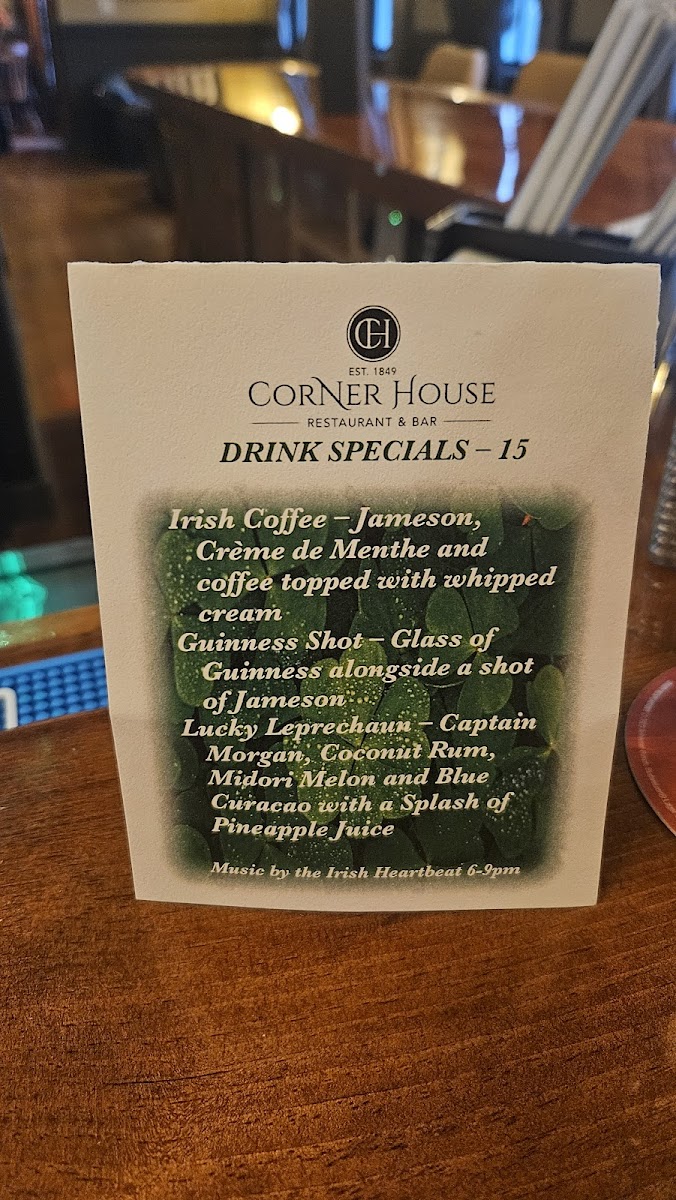 CH
EST. 1849
CORNER HOUSE
RESTAURANT & BAR
DRINK SPECIALS – 15
Irish Coffee – Jameson,
Crème de Menthe and
coffee topped with whipped
cream
Guinness Shot – Glass of
Guinness alongside a shot
of Jameson
Lucky Leprechaun – Captain
Morgan, Coconut Rum,
Midori Melon and Blue
Curacao with a Splash of
Pineapple Juice
Music by the Irish Heartbeat 6-9pm